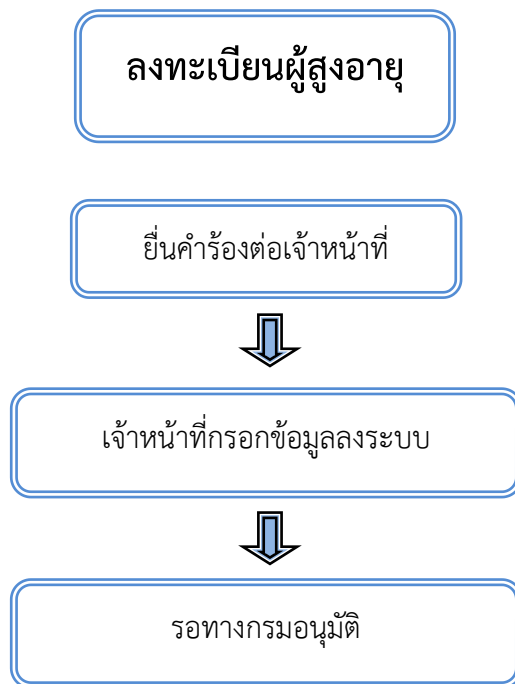 ลงทะเบียนผู้สูงอายุ
ยื่นคำร้องต่อเจ้าหน้าที่
เจ้าหน้าที่กรอกข้อมูลลงระบบ
รอทางกรมอนุมัติ